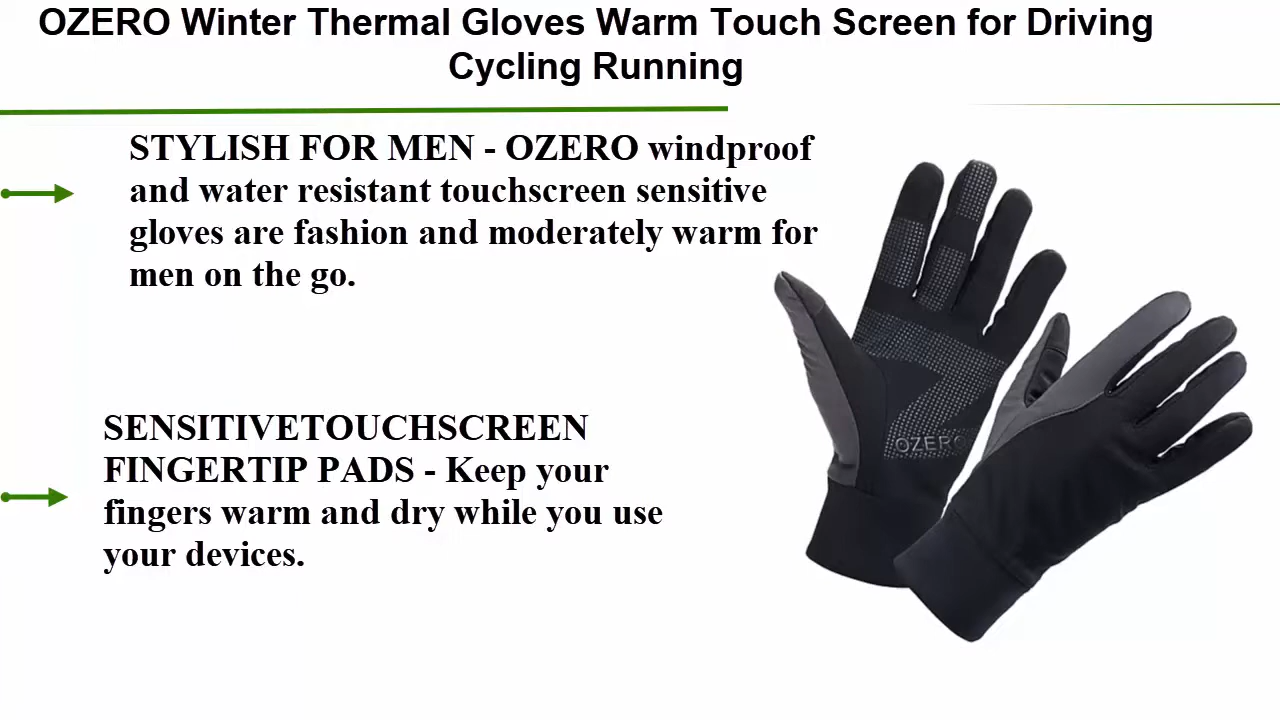 OZERO Winter Thermal Gloves Warm Touch Screen for Driving
Cycling Running
STYLISH FOR MEN - OZERO windproof
and water resistant touchscreen sensitive
gloves are fashion and moderately warm for
men on the go.
SENSITIVETOUCHSCREEN
FINGERTIP PADS - Keep your
fingers warm and dry while you use
your devices.
OZERO